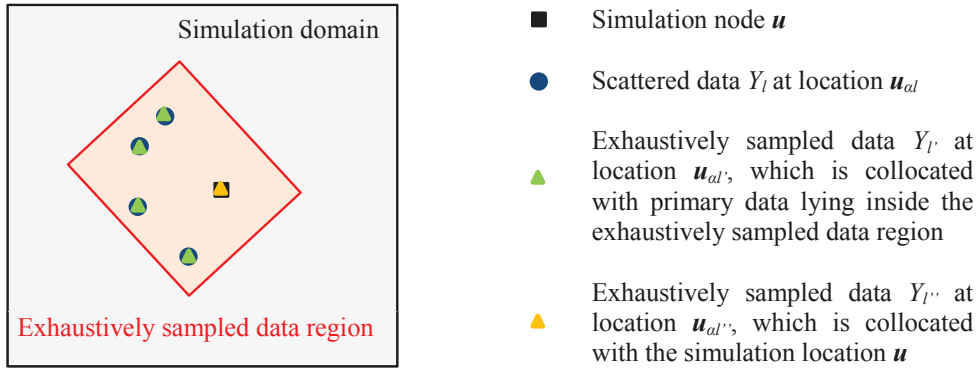 Simulation domain
Exhaustively sampled data region
Simulation node u
Scattered data Yl at location uαl
Exhaustively sampled data Yl' at
location uαl', which is collocated
with primary data lying inside the
exhaustively sampled data region
Exhaustively sampled data Yl'' at
location uαl'', which is collocated
with the simulation location u